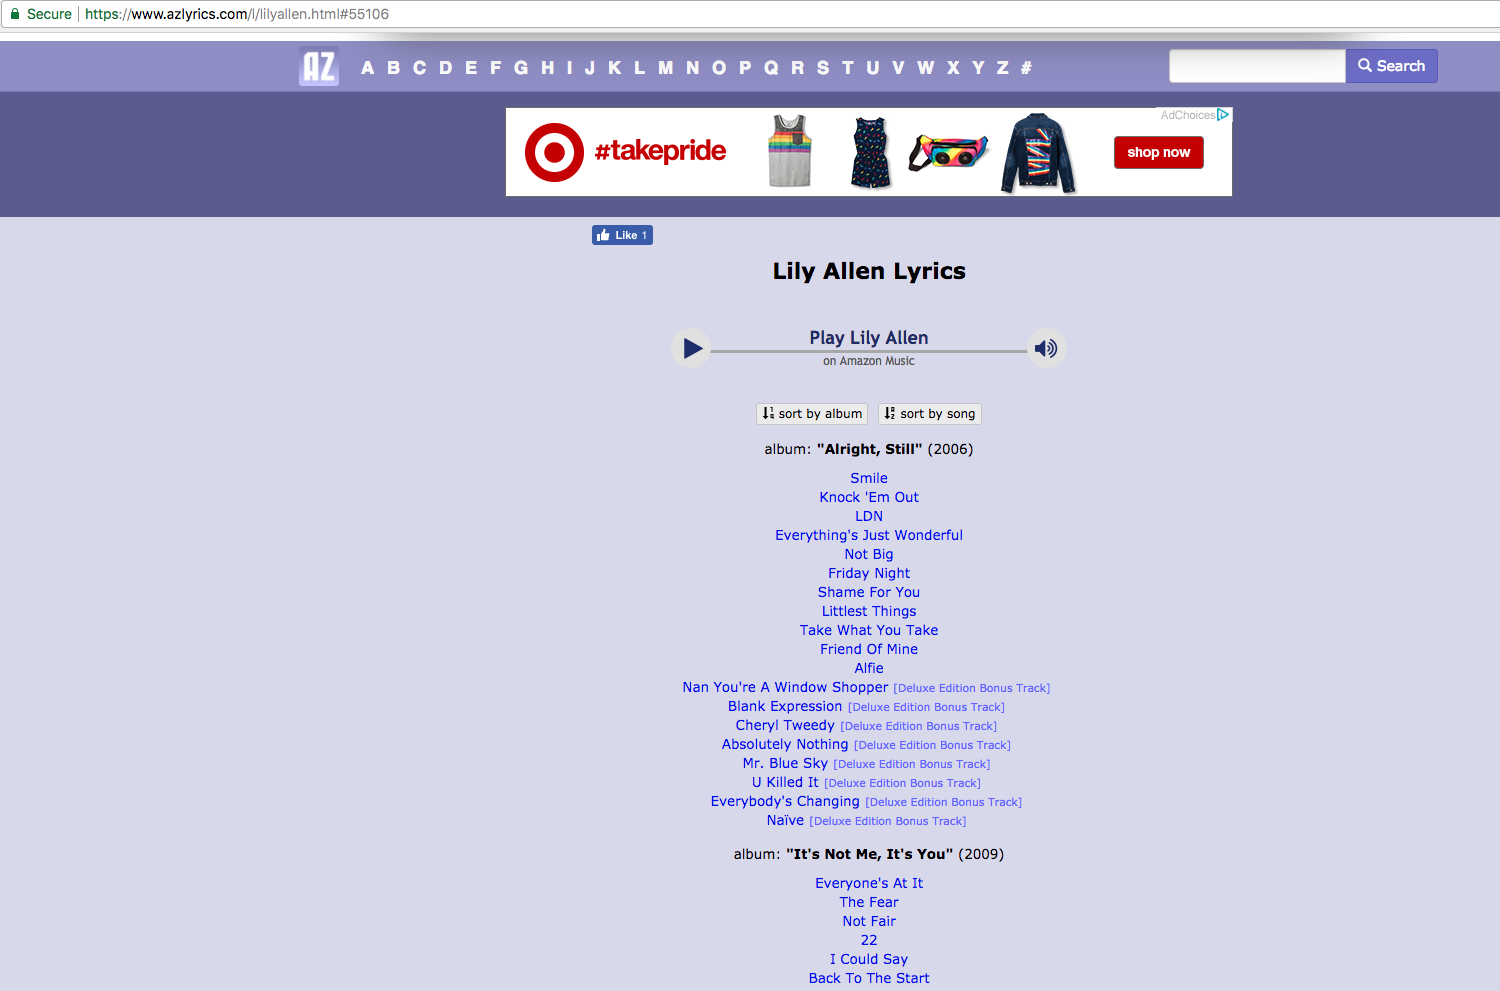 Secure https://www.azlyrics.com/l/lilyallen.html#55106
AZ A B C D E F G H I J K L M N O P Q R S T U V W X Y Z # Search
AdChoices
#takepride shop now
Like 1
Lily Allen Lyrics
Play Lily Allen
on Amazon Music
sort by album sort by song
album: "Alright, Still" (2006)
Smile
Knock 'Em Out
LDN
Everything's Just Wonderful
Not Big
Friday Night
Shame For You
Littlest Things
Take What You Take
Friend Of Mine
Alfie
Nan You're A Window Shopper [Deluxe Edition Bonus Track]
Blank Expression [Deluxe Edition Bonus Track]
Cheryl Tweedy [Deluxe Edition Bonus Track]
Absolutely Nothing [Deluxe Edition Bonus Track]
Mr. Blue Sky [Deluxe Edition Bonus Track]
U Killed It [Deluxe Edition Bonus Track]
Everybody's Changing [Deluxe Edition Bonus Track]
Naïve [Deluxe Edition Bonus Track]
album: "It's Not Me, It's You" (2009)
Everyone's At It
The Fear
Not Fair
22
I Could Say
Back To The Start